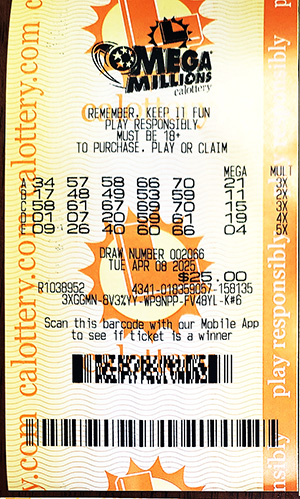 MEGA
MILLIONS
calottery
REMEMBER, KEEP IT FUN
PLAY RESPONSIBLY
MUST BE 18+
TO PURCHASE, PLAY OR CLAIM
MEGA MULT
A 34 57 58 66 70 21 3X
B 17 48 49 59 11 2X
C 58 61 67 69 70 15 3X
D 01 07 20 59 61 19 4X
E 09 26 40 60 66 04 5X
DRAW NUMBER 002066
TUE APR 08 2025
$25.00
R1038952 4341-018359057-158135
3XGGMN-8V3%YY-WP9NPP-FV48YL-K#6
Scan this barcode with our Mobile App
to see if ticket is a winner
calottery.com
play responsibly